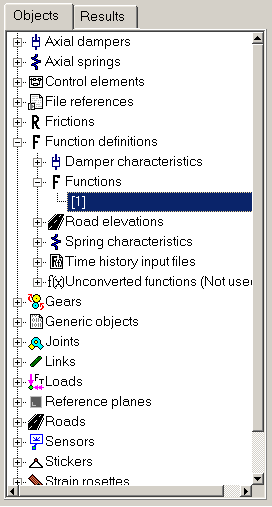 Objects
Results
Axial dampers
Axial springs
Control elements
File references
Frictions
Function definitions
Damper characteristics
Functions
[1]
Road elevations
Spring characteristics
Time history input files
f(x) Unconverted functions (Not use
Gears
Generic objects
Joints
Links
Loads
Reference planes
Roads
Sensors
Stickers
Strain rosettes